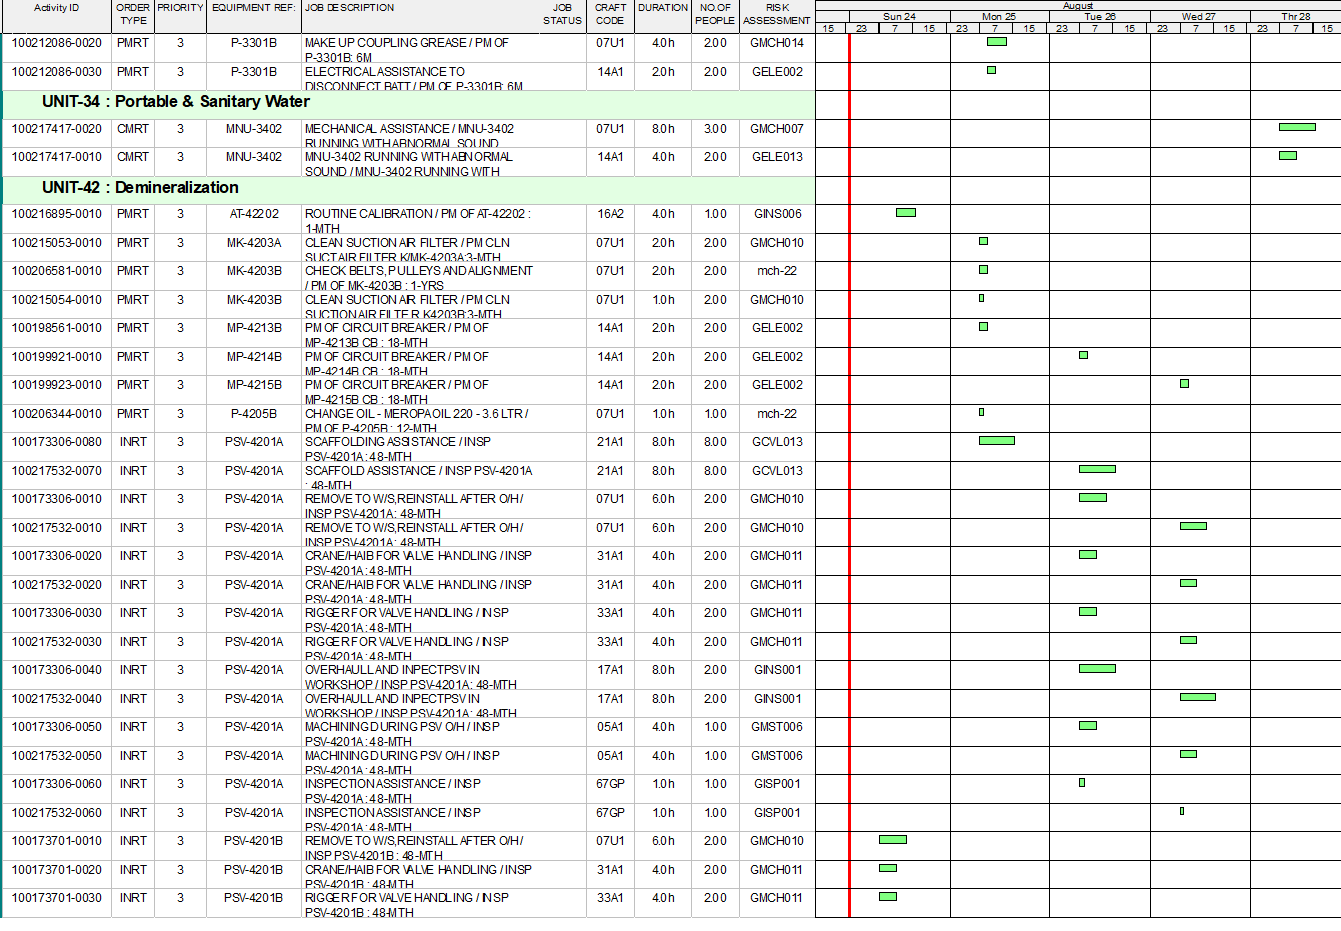 Activity ID ORDER TYPE PRIORITY EQUIPMENT REF: JOB DESCRIPTION JOB STATUS CRAFT CODE DURATION NO.OF PEOPLE RISK ASSESSMENT
August
Sun 24 Mon 25 Tue 26 Wed 27 Thr 28
15 23 7 15 23 7 15 23 7 15 23 7 15 23 7 15
100212086-0020 PMRT 3 P-3301B MAKE UP COUPLING GREASE / PM OF 07U1 4.0h 2.00 GMCH014
P-3301B: 6M
100212086-0030 PMRT 3 P-3301B ELECTRICAL ASSISTANCE TO 14A1 2.0h 2.00 GELE002
DISCONNECT BATT / PM OF P-3301B: 6M
UNIT-34 : Portable & Sanitary Water
100217417-0020 CMRT 3 MNU-3402 MECHANICAL ASSISTANCE / MNU-3402 07U1 8.0h 3.00 GMCH007
RUNNING WITH ABNORMAL SOUND
100217417-0010 CMRT 3 MNU-3402 MNU-3402 RUNNING WITH ABNORMAL 14A1 4.0h 2.00 GELE013
SOUND / MNU-3402 RUNNING WITH
UNIT-42 : Demineralization
100216895-0010 PMRT 3 AT-42202 ROUTINE CALIBRATION / PM OF AT-42202 : 16A2 4.0h 1.00 GINS006
1-MTH
100215053-0010 PMRT 3 MK-4203A CLEAN SUCTION AIR FILTER / PM CLN 07U1 2.0h 2.00 GMCH010
SUCT AIR FILTER K/MK-4203A:3-MTH
100206581-0010 PMRT 3 MK-4203B CHECK BELTS, PULLEYS AND ALIGNMENT 07U1 2.0h 2.00 mch-22
/ PM OF MK-4203B : 1-YRS
100215054-0010 PMRT 3 MK-4203B CLEAN SUCTION AIR FILTER / PM CLN 07U1 1.0h 2.00 GMCH010
SUCTION AIR FILTER K4203B:3-MTH
100198561-0010 PMRT 3 MP-4213B PM OF CIRCUIT BREAKER / PM OF 14A1 2.0h 2.00 GELE002
MP-4213B CB : 18-MTH
100199921-0010 PMRT 3 MP-4214B PM OF CIRCUIT BREAKER / PM OF 14A1 2.0h 2.00 GELE002
MP-4214B CB : 18-MTH
100199923-0010 PMRT 3 MP-4215B PM OF CIRCUIT BREAKER / PM OF 14A1 2.0h 2.00 GELE002
MP-4215B CB : 18-MTH
100206344-0010 PMRT 3 P-4205B CHANGE OIL - MEROPA OIL 220 - 3.6 LTR / 07U1 1.0h 1.00 mch-22
PM OF P-4205B : 12-MTH
100173306-0080 INRT 3 PSV-4201A SCAFFOLDING ASSISTANCE / INSP 21A1 8.0h 8.00 GCVL013
PSV-4201A: 48-MTH
100217532-0070 INRT 3 PSV-4201A SCAFFOLD ASSISTANCE / INSP PSV-4201A 21A1 8.0h 8.00 GCVL013
: 48-MTH
100173306-0010 INRT 3 PSV-4201A REMOVE TO W/S,REINSTALL AFTER O/H / 07U1 6.0h 2.00 GMCH010
INSP PSV-4201A: 48-MTH
100217532-0010 INRT 3 PSV-4201A REMOVE TO W/S,REINSTALL AFTER O/H / 07U1 6.0h 2.00 GMCH010
INSP PSV-4201A: 48-MTH
100173306-0020 INRT 3 PSV-4201A CRANE/HAIB FOR VALVE HANDLING / INSP 31A1 4.0h 2.00 GMCH011
PSV-4201A: 48-MTH
100217532-0020 INRT 3 PSV-4201A CRANE/HAIB FOR VALVE HANDLING / INSP 31A1 4.0h 2.00 GMCH011
PSV-4201A: 48-MTH
100173306-0030 INRT 3 PSV-4201A RIGGER FOR VALVE HANDLING / INSP 33A1 4.0h 2.00 GMCH011
PSV-4201A: 48-MTH
100217532-0030 INRT 3 PSV-4201A RIGGER FOR VALVE HANDLING / INSP 33A1 4.0h 2.00 GMCH011
PSV-4201A: 48-MTH
100173306-0040 INRT 3 PSV-4201A OVERHAULL AND INPECT PSV IN 17A1 8.0h 2.00 GINS001
WORKSHOP / INSP PSV-4201A: 48-MTH
100217532-0040 INRT 3 PSV-4201A OVERHAULL AND INPECT PSV IN 17A1 8.0h 2.00 GINS001
WORKSHOP / INSP PSV-4201A: 48-MTH
100173306-0050 INRT 3 PSV-4201A MACHINING DURING PSV O/H / INSP 05A1 4.0h 1.00 GMST006
PSV-4201A: 48-MTH
100217532-0050 INRT 3 PSV-4201A MACHINING DURING PSV O/H / INSP 05A1 4.0h 1.00 GMST006
PSV-4201A: 48-MTH
100173306-0060 INRT 3 PSV-4201A INSPECTION ASSISTANCE / INSP 67GP 1.0h 1.00 GISP001
PSV-4201A: 48-MTH
100217532-0060 INRT 3 PSV-4201A INSPECTION ASSISTANCE / INSP 67GP 1.0h 1.00 GISP001
PSV-4201A: 48-MTH
100173701-0010 INRT 3 PSV-4201B REMOVE TO W/S,REINSTALL AFTER O/H / 07U1 6.0h 2.00 GMCH010
INSP PSV-4201B : 48-MTH
100173701-0020 INRT 3 PSV-4201B CRANE/HAIB FOR VALVE HANDLING / INSP 31A1 4.0h 2.00 GMCH011
PSV-4201B : 48-MTH
100173701-0030 INRT 3 PSV-4201B RIGGER FOR VALVE HANDLING / INSP 33A1 4.0h 2.00 GMCH011
PSV-4201B : 48-MTH